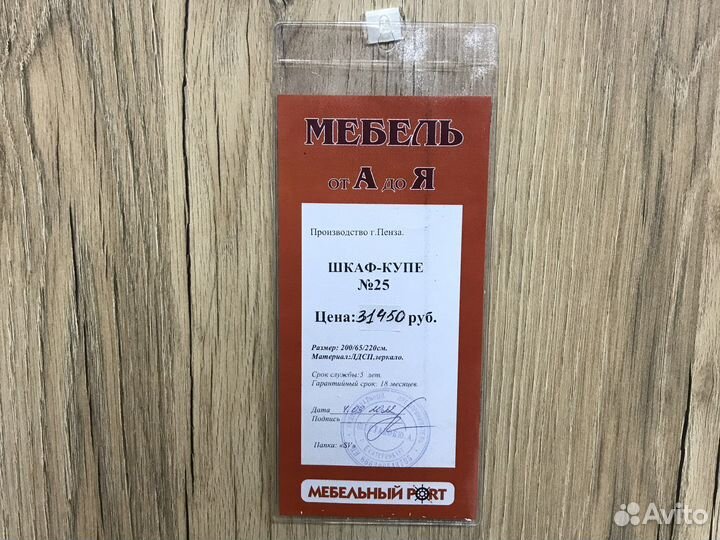 МЕБЕЛЬ
от А до Я
Производство г.Пенза.
ШКАФ-КУПЕ
№25
Цена:31450 руб.
Размер: 200/65/220см.
Материал:ЛДСП,зеркало.
Срок службы:5 лет.
Гарантийный срок: 18 месяцев.
Дата
Подпись
Папка: «SV»
МЕБЕЛЬНЫЙ PORT
Avito